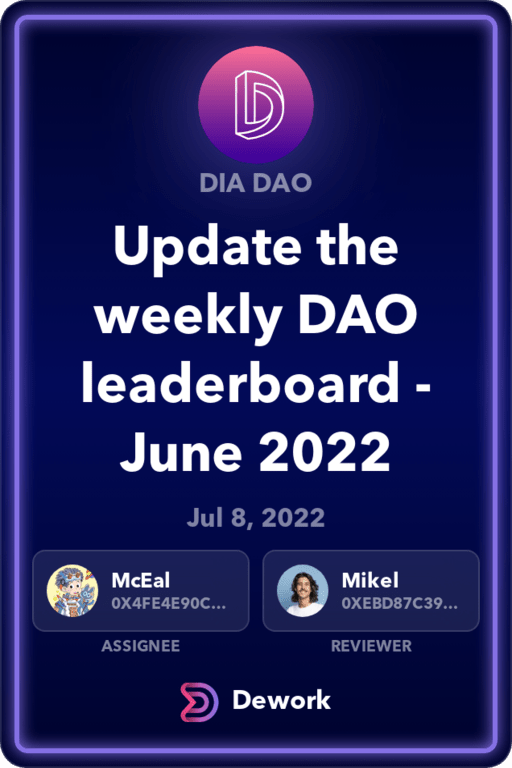 DIA DAO
Update the
weekly DAO
leaderboard -
June 2022
Jul 8, 2022
McEal
0X4FE4E90C...
ASSIGNEE
Mikel
0XEBD87C39...
REVIEWER
Dework